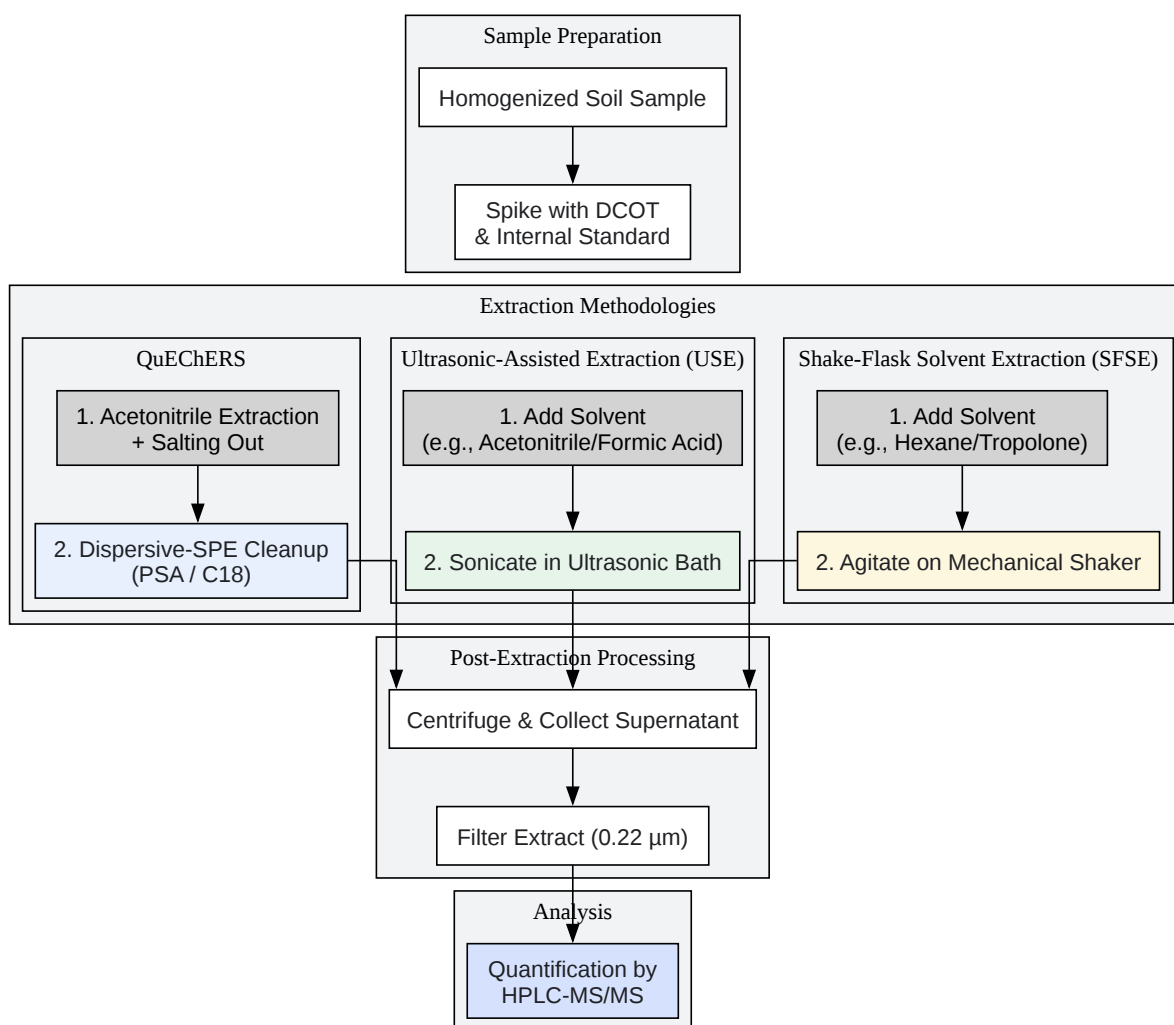 Sample Preparation
Homogenized Soil Sample
Spike with DCOT
& Internal Standard
Extraction Methodologies
QuEChERS
1. Acetonitrile Extraction
+ Salting Out
2. Dispersive-SPE Cleanup
(PSA / C18)
Ultrasonic-Assisted Extraction (USE)
1. Add Solvent
(e.g., Acetonitrile/Formic Acid)
2. Sonicate in Ultrasonic Bath
Shake-Flask Solvent Extraction (SFSE)
1. Add Solvent
(e.g., Hexane/Tropolone)
2. Agitate on Mechanical Shaker
Post-Extraction Processing
Centrifuge & Collect Supernatant
Filter Extract (0.22 µm)
Analysis
Quantification by
HPLC-MS/MS